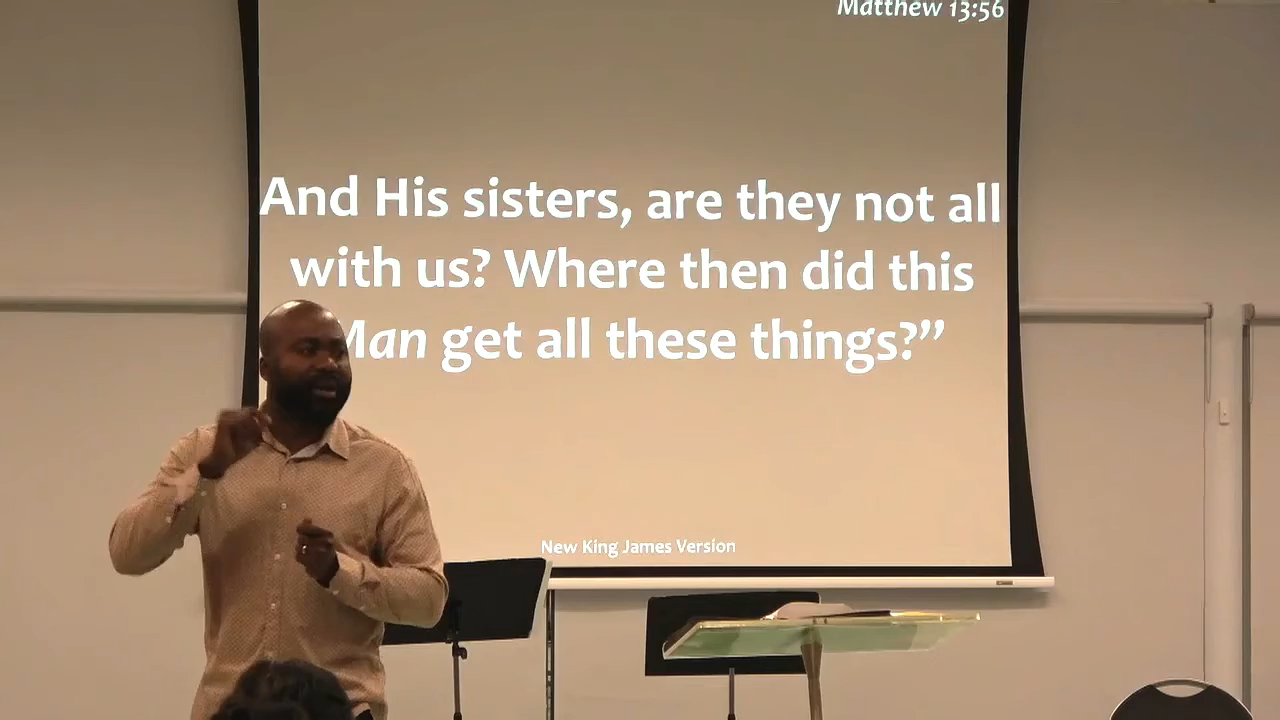 Matthew 13:56
And His sisters, are they not all
with us? Where then did this
Man get all these things?”
New King James Version